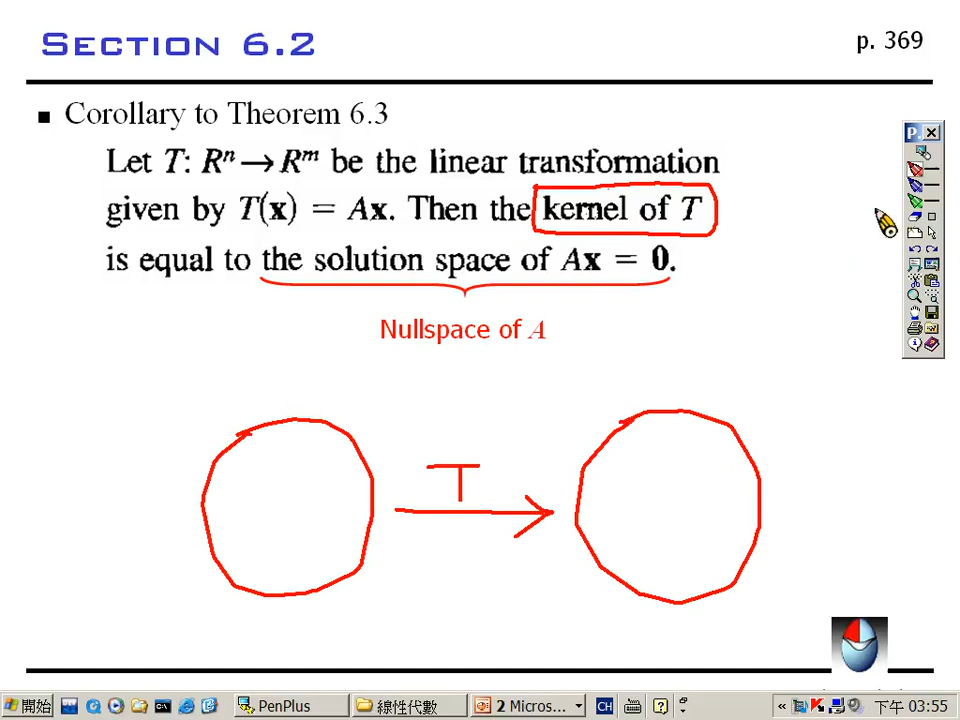 SECTION 6.2
p. 369
■ Corollary to Theorem 6.3
Let T: Rⁿ → Rᵐ be the linear transformation
given by T(x) = Ax. Then the kernel of T
is equal to the solution space of Ax = 0.
Nullspace of A
T
P.
開始
PenPlus
線性代數
2 Micros...
CH
«
下午 03:55